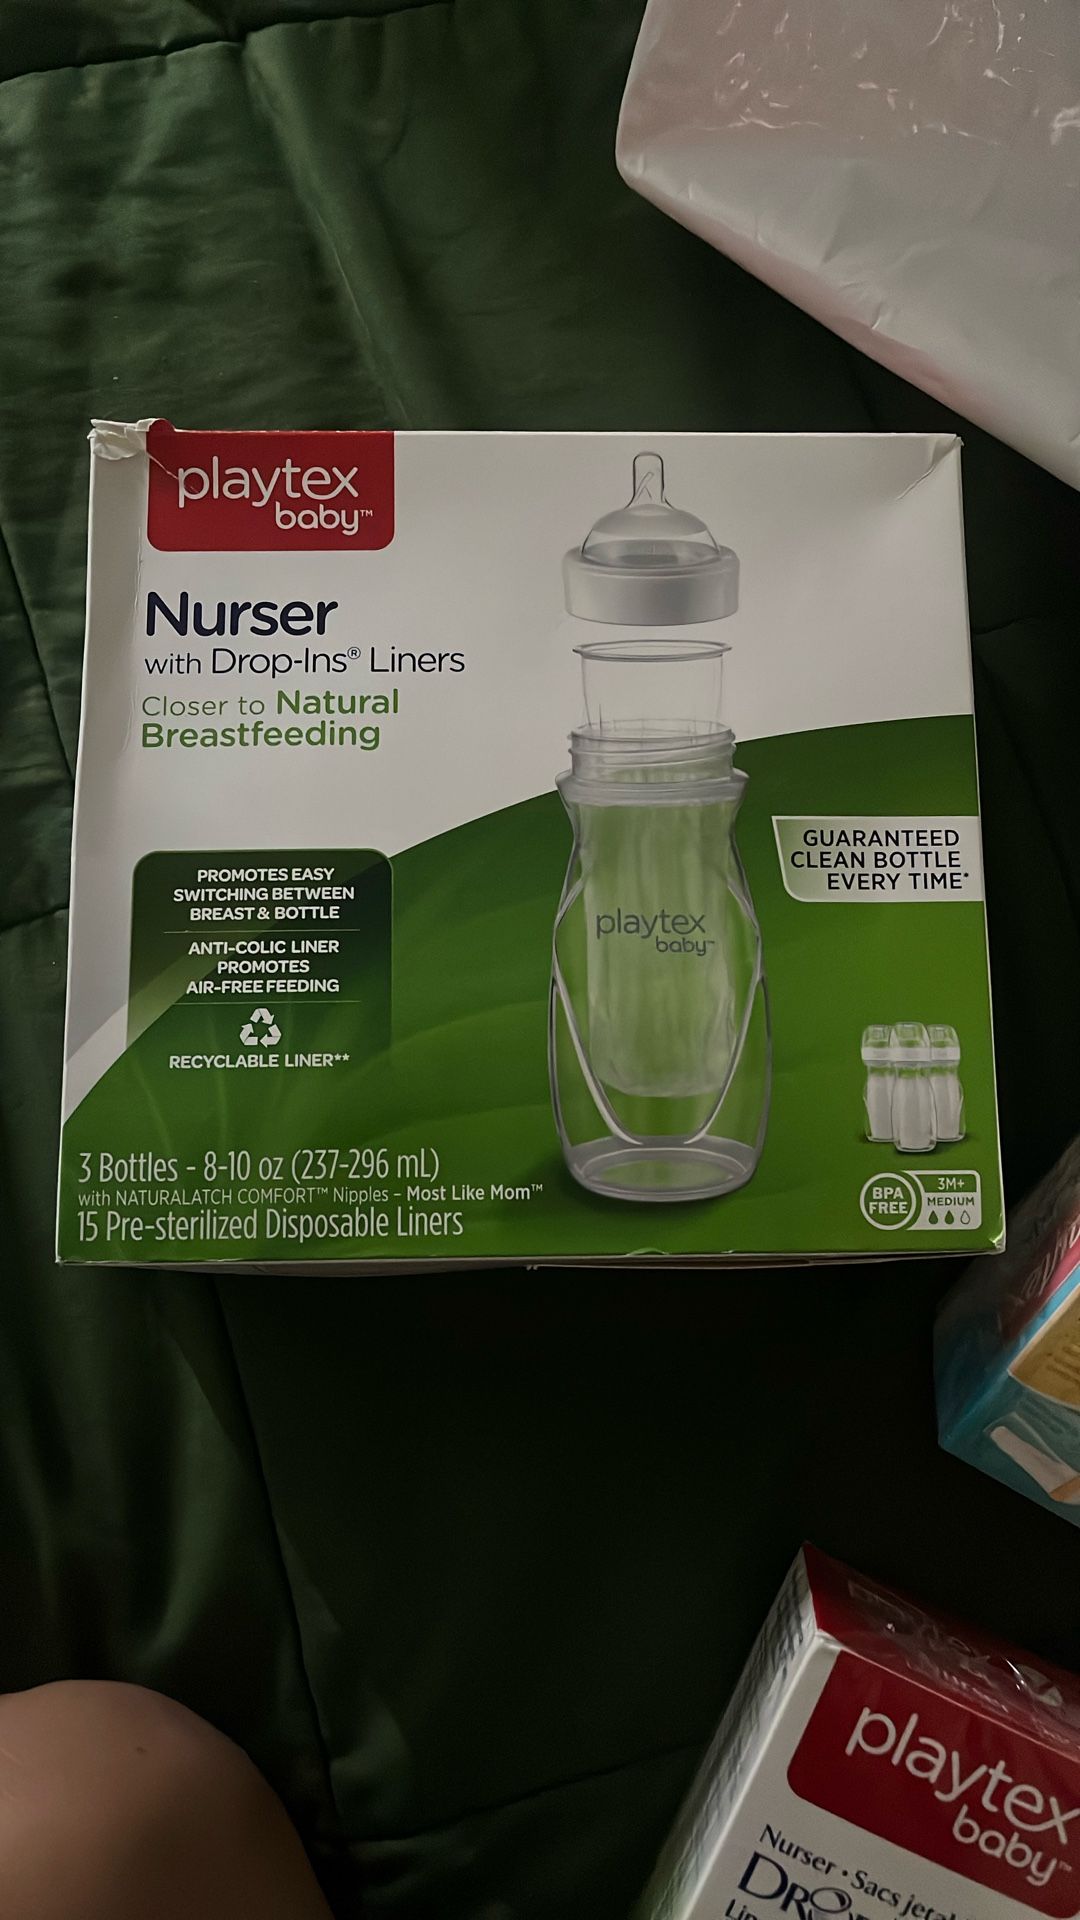 playtex
baby™
Nurser
with Drop-Ins® Liners
Closer to Natural
Breastfeeding
PROMOTES EASY
SWITCHING BETWEEN
BREAST & BOTTLE
ANTI-COLIC LINER
PROMOTES
AIR-FREE FEEDING
RECYCLABLE LINER**
3 Bottles - 8-10 oz (237-296 mL)
with NATURALATCH COMFORT™ Nipples - Most Like Mom™
15 Pre-sterilized Disposable Liners
playtex
baby™
GUARANTEED
CLEAN BOTTLE
EVERY TIME*
BPA
FREE
3M+
MEDIUM
playtex
baby™
Nurser • Sacs